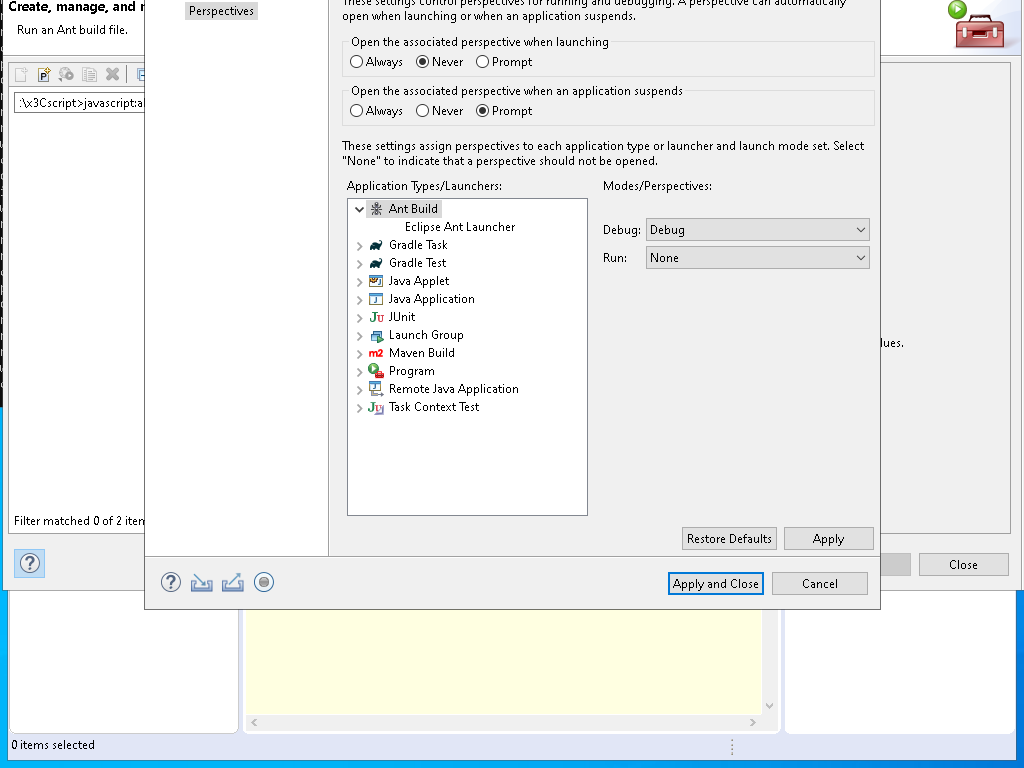 Create, manage, and r
Run an Ant build file.
:\x3Cscript>javascript:al
Filter matched 0 of 2 iten
Perspectives
These settings control perspectives for running and debugging. A perspective can automatically
open when launching or when an application suspends.
Open the associated perspective when launching
Always
Never
Prompt
Open the associated perspective when an application suspends
Always
Never
Prompt
These settings assign perspectives to each application type or launcher and launch mode set. Select
"None" to indicate that a perspective should not be opened.
Application Types/Launchers:
Modes/Perspectives:
Ant Build
Eclipse Ant Launcher
Gradle Task
Gradle Test
Java Applet
Java Application
JUnit
Launch Group
Maven Build
Program
Remote Java Application
Task Context Test
Debug: Debug
Run: None
lues.
Restore Defaults
Apply
Apply and Close
Cancel
Close
0 items selected